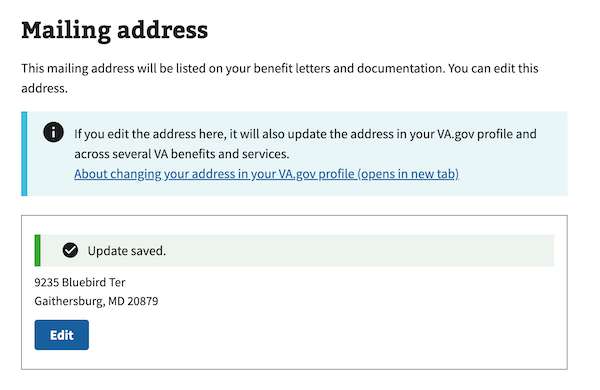 Mailing address
This mailing address will be listed on your benefit letters and documentation. You can edit this
address.
If you edit the address here, it will also update the address in your VA.gov profile and
across several VA benefits and services.
About changing your address in your VA.gov profile (opens in new tab)
Update saved.
9235 Bluebird Ter
Gaithersburg, MD 20879
Edit